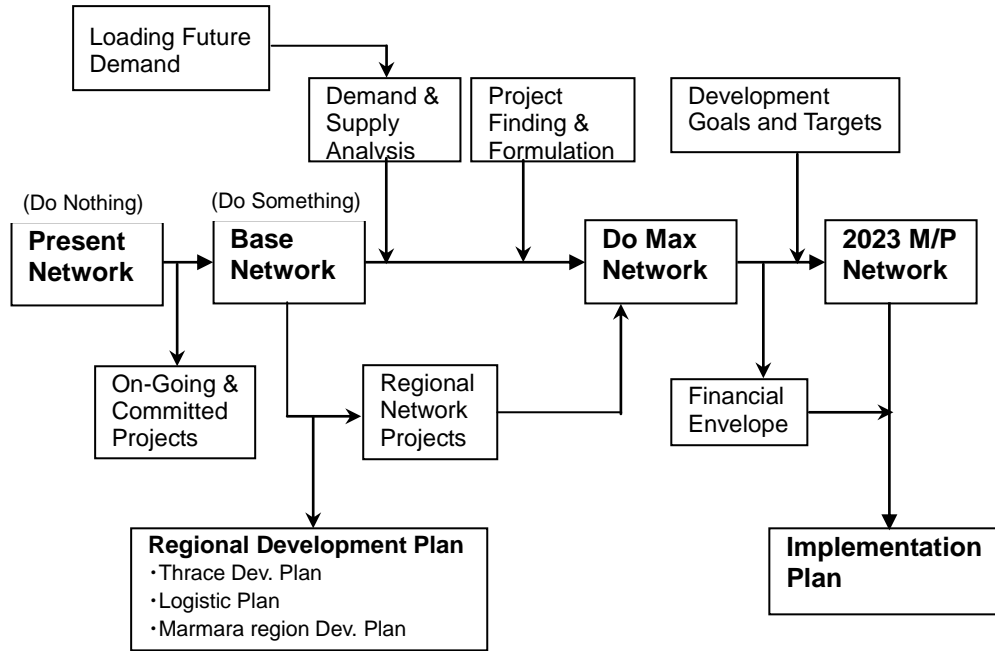 Loading Future
Demand
Demand &
Supply
Analysis
Project
Finding &
Formulation
Development
Goals and Targets
(Do Nothing)
Present
Network
(Do Something)
Base
Network
Do Max
Network
2023 M/P
Network
On-Going &
Committed
Projects
Regional
Network
Projects
Financial
Envelope
Regional Development Plan
・Thrace Dev. Plan
・Logistic Plan
・Marmara region Dev. Plan
Implementation
Plan